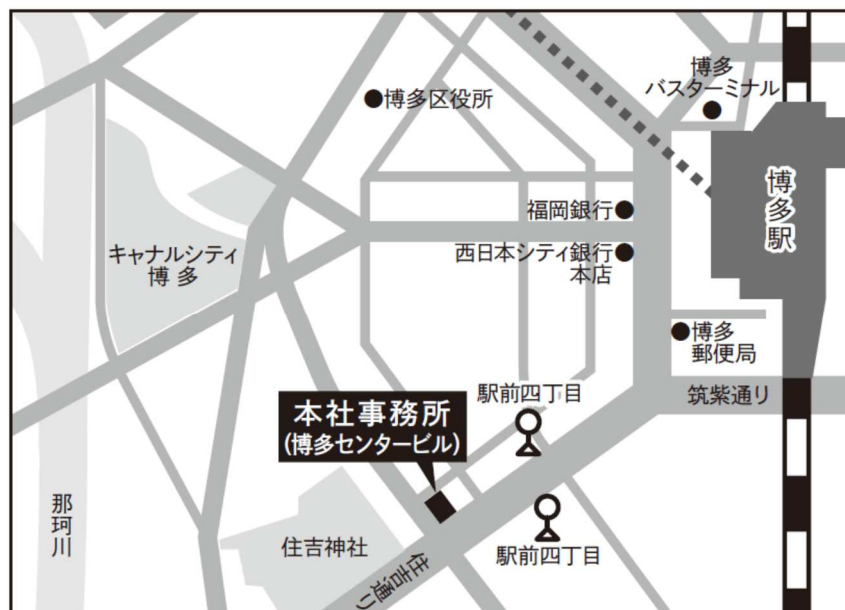 博多
バスターミナル
博多区役所
博多駅
福岡銀行
キャナルシティ
博多
西日本シティ銀行
本店
博多
郵便局
筑紫通り
駅前四丁目
本社事務所
(博多センタービル)
那珂川
住吉神社
駅前四丁目
住吉通り